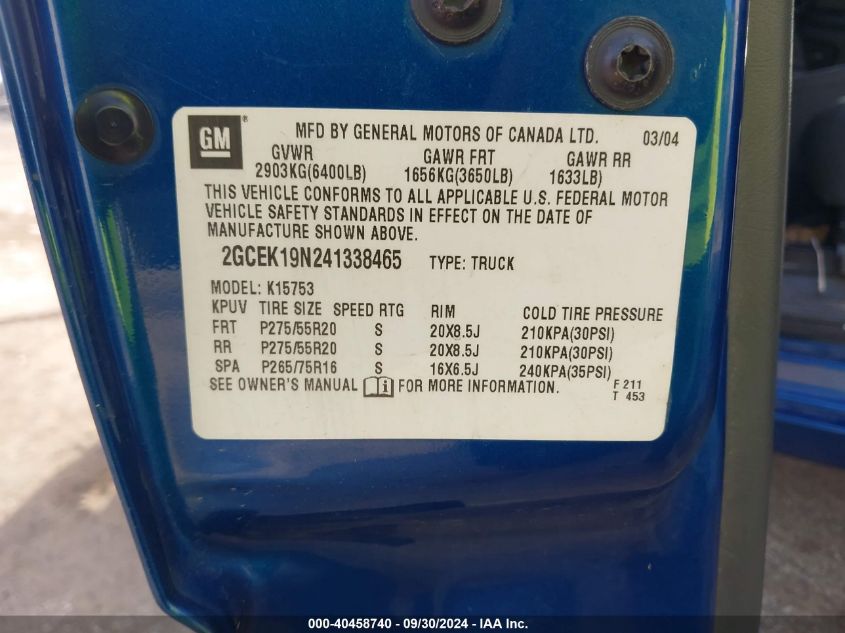 GM ® MFD BY GENERAL MOTORS OF CANADA LTD. 03/04
GVWR GAWR FRT GAWR RR
2903KG(6400LB) 1656KG(3650LB) 1633LB)
THIS VEHICLE CONFORMS TO ALL APPLICABLE U.S. FEDERAL MOTOR
VEHICLE SAFETY STANDARDS IN EFFECT ON THE DATE OF
MANUFACTURE SHOWN ABOVE.
2GCEK19N241338465 TYPE: TRUCK
MODEL: K15753
KPUV TIRE SIZE SPEED RTG RIM COLD TIRE PRESSURE
FRT P275/55R20 S 20X8.5J 210KPA(30PSI)
RR P275/55R20 S 20X8.5J 210KPA(30PSI)
SPA P265/75R16 S 16X6.5J 240KPA(35PSI)
SEE OWNER'S MANUAL FOR MORE INFORMATION. F 211
T 453
000-40458740 - 09/30/2024 - IAA Inc.